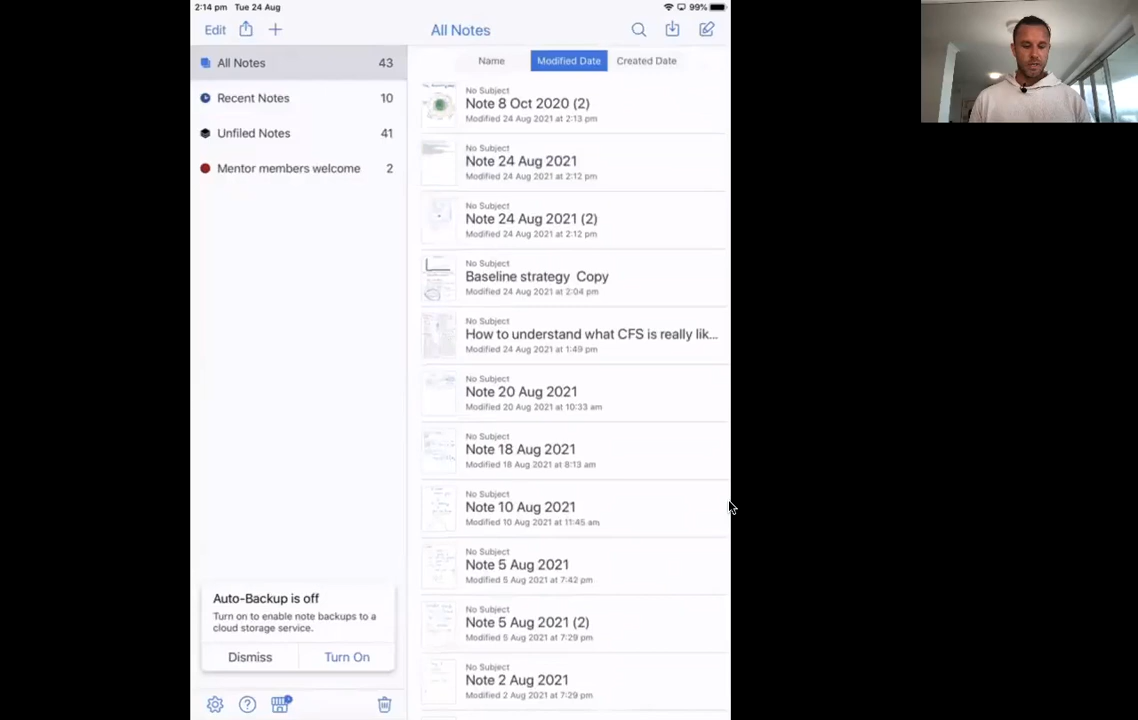 2:14 pm Tue 24 Aug
99%
Edit
All Notes
All Notes 43
Recent Notes 10
Unfiled Notes 41
Mentor members welcome 2
Name Modified Date Created Date
No Subject
Note 8 Oct 2020 (2)
Modified 24 Aug 2021 at 2:13 pm
No Subject
Note 24 Aug 2021
Modified 24 Aug 2021 at 2:12 pm
No Subject
Note 24 Aug 2021 (2)
Modified 24 Aug 2021 at 2:12 pm
No Subject
Baseline strategy Copy
Modified 24 Aug 2021 at 2:04 pm
No Subject
How to understand what CFS is really lik...
Modified 24 Aug 2021 at 1:49 pm
No Subject
Note 20 Aug 2021
Modified 20 Aug 2021 at 10:33 am
No Subject
Note 18 Aug 2021
Modified 18 Aug 2021 at 8:13 am
No Subject
Note 10 Aug 2021
Modified 10 Aug 2021 at 11:45 am
No Subject
Note 5 Aug 2021
Modified 5 Aug 2021 at 7:42 pm
No Subject
Note 5 Aug 2021 (2)
Modified 5 Aug 2021 at 7:29 pm
No Subject
Note 2 Aug 2021
Modified 2 Aug 2021 at 7:29 pm
Auto-Backup is off
Turn on to enable note backups to a
cloud storage service.
Dismiss Turn On